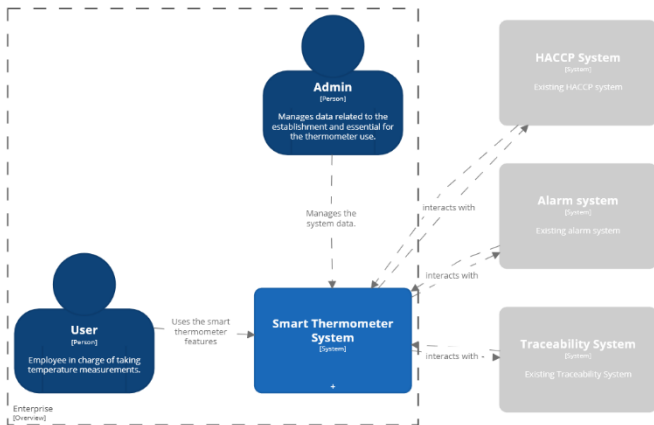 HACCP System
[System]
Existing HACCP system
Admin
[Person]
Manages data related to the
establishment and essential for
the thermometer use.
Alarm system
[System]
Existing alarm system
interacts with
Manages the
system data.
interacts with
User
[Person]
Employee in charge of taking
temperature measurements.
Uses the smart
thermometer
features
Smart Thermometer
System
[System]
+
interacts with
Traceability System
[System]
Existing Traceability System
Enterprise
[Overview]